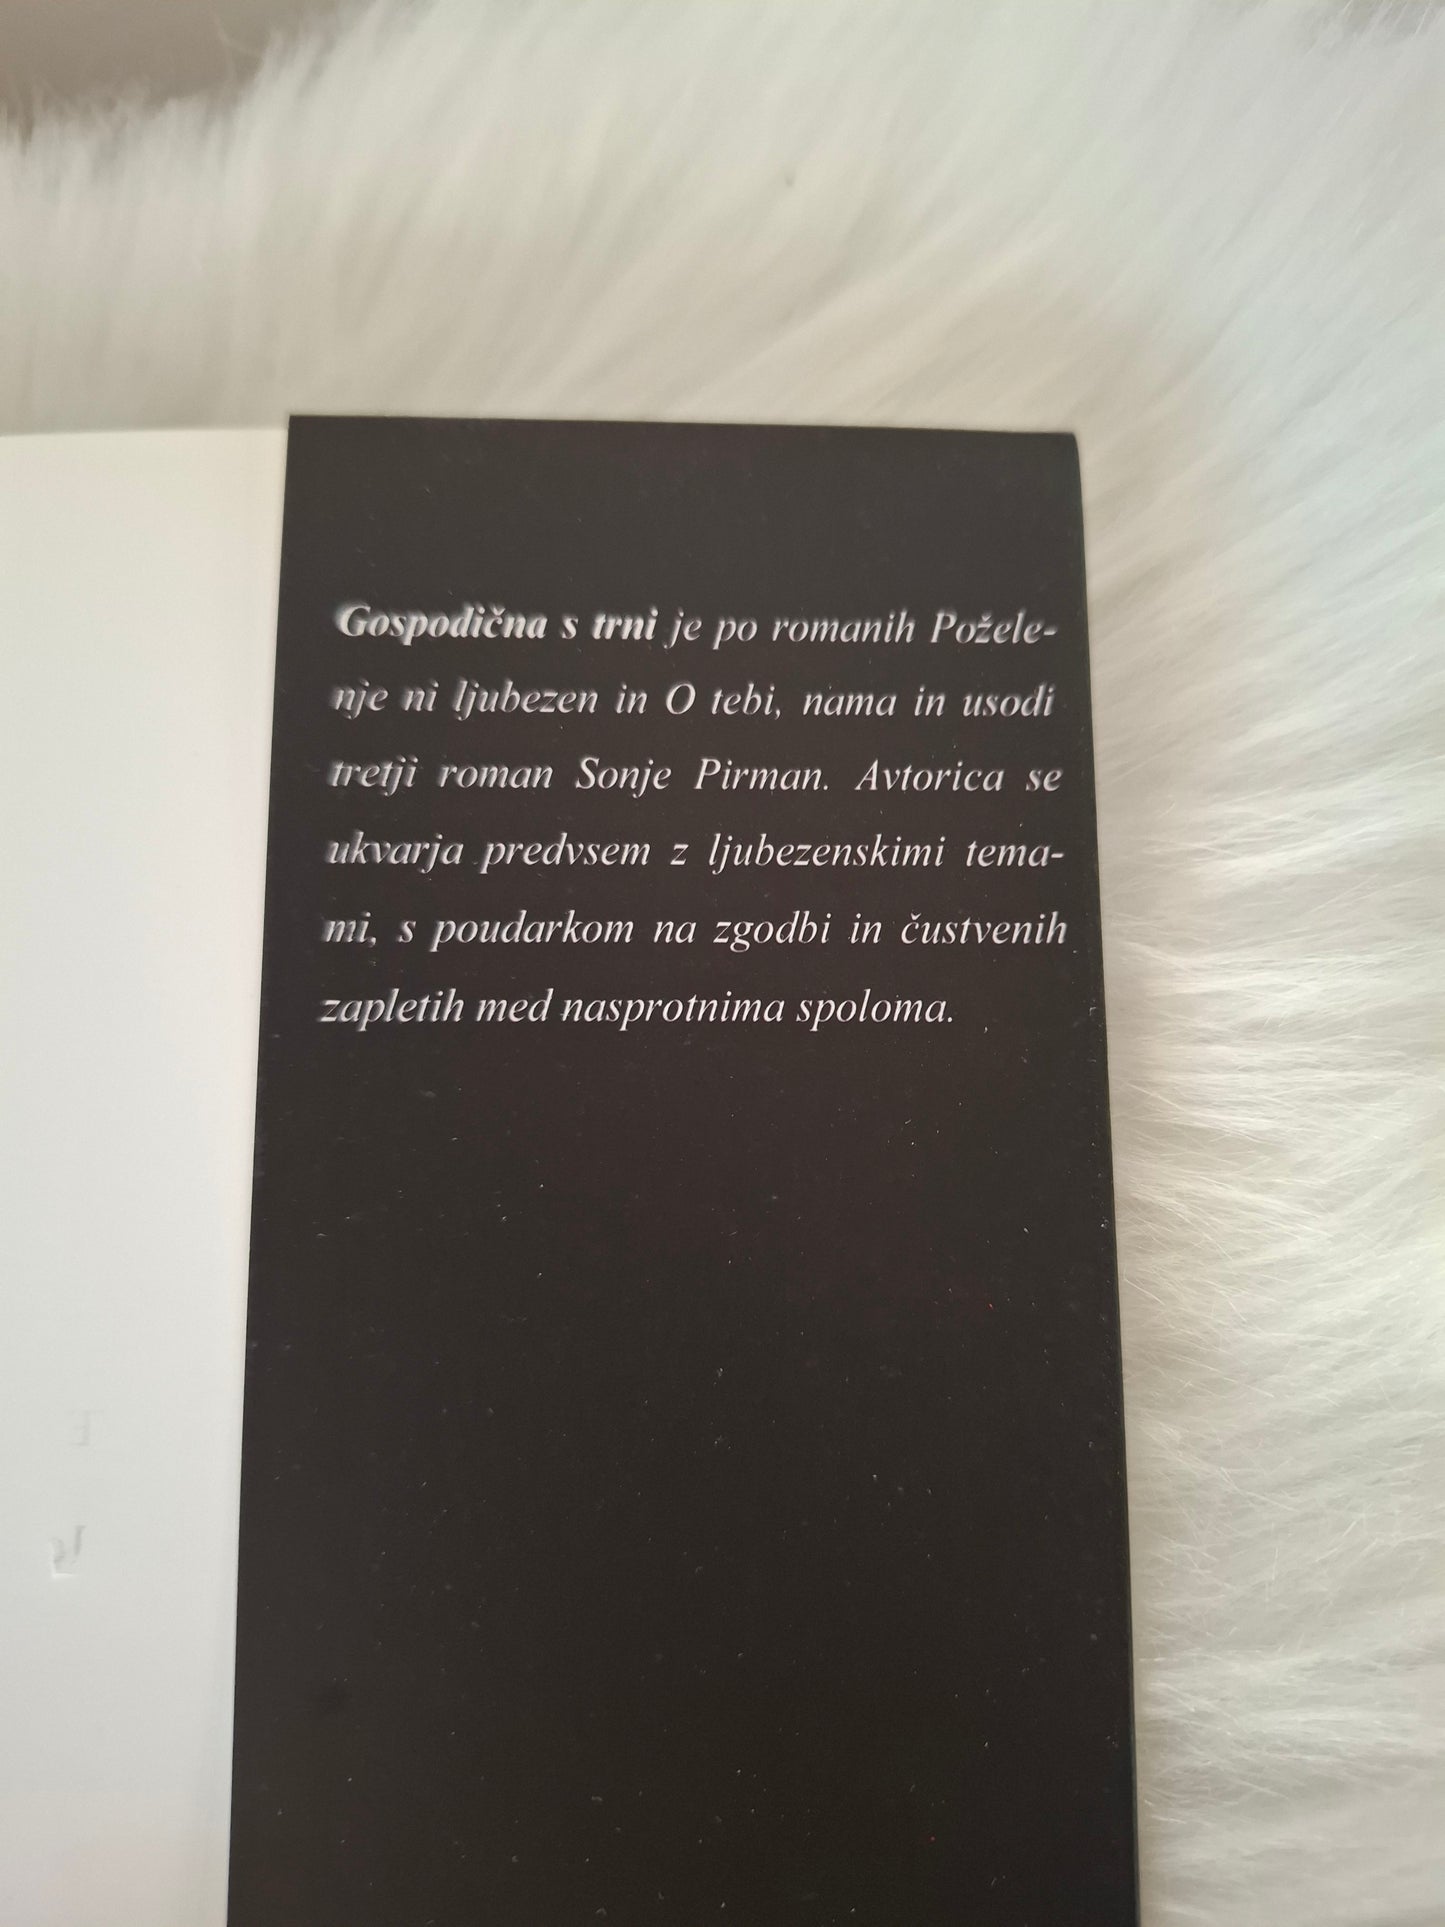 Gospodična s trni je po romanih Požele-
nje ni ljubezen in O tebi, nama in usodi
tretji roman Sonje Pirman. Avtorica se
ukvarja predvsem z ljubezenskimi tema-
mi, s poudarkom na zgodbi in čustvenih
zapletih med nasprotnima spoloma.